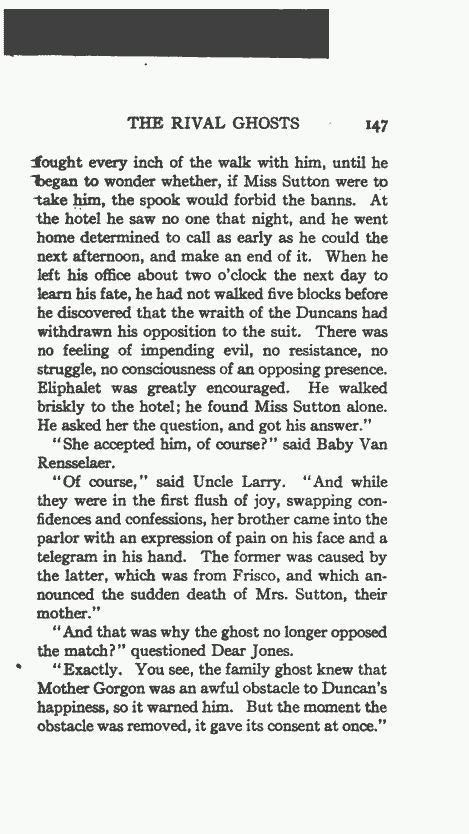 THE RIVAL GHOSTS 147
fought every inch of the walk with him, until he
began to wonder whether, if Miss Sutton were to
take him, the spook would forbid the banns. At
the hotel he saw no one that night, and he went
home determined to call as early as he could the
next afternoon, and make an end of it. When he
left his office about two o'clock the next day to
learn his fate, he had not walked five blocks before
he discovered that the wraith of the Duncans had
withdrawn his opposition to the suit. There was
no feeling of impending evil, no resistance, no
struggle, no consciousness of an opposing presence.
Eliphalet was greatly encouraged. He walked
briskly to the hotel; he found Miss Sutton alone.
He asked her the question, and got his answer."
"She accepted him, of course?" said Baby Van
Rensselaer.
"Of course," said Uncle Larry. "And while
they were in the first flush of joy, swapping con-
fidences and confessions, her brother came into the
parlor with an expression of pain on his face and a
telegram in his hand. The former was caused by
the latter, which was from Frisco, and which an-
nounced the sudden death of Mrs. Sutton, their
mother."
"And that was why the ghost no longer opposed
the match?" questioned Dear Jones.
"Exactly. You see, the family ghost knew that
Mother Gorgon was an awful obstacle to Duncan's
happiness, so it warned him. But the moment the
obstacle was removed, it gave its consent at once."